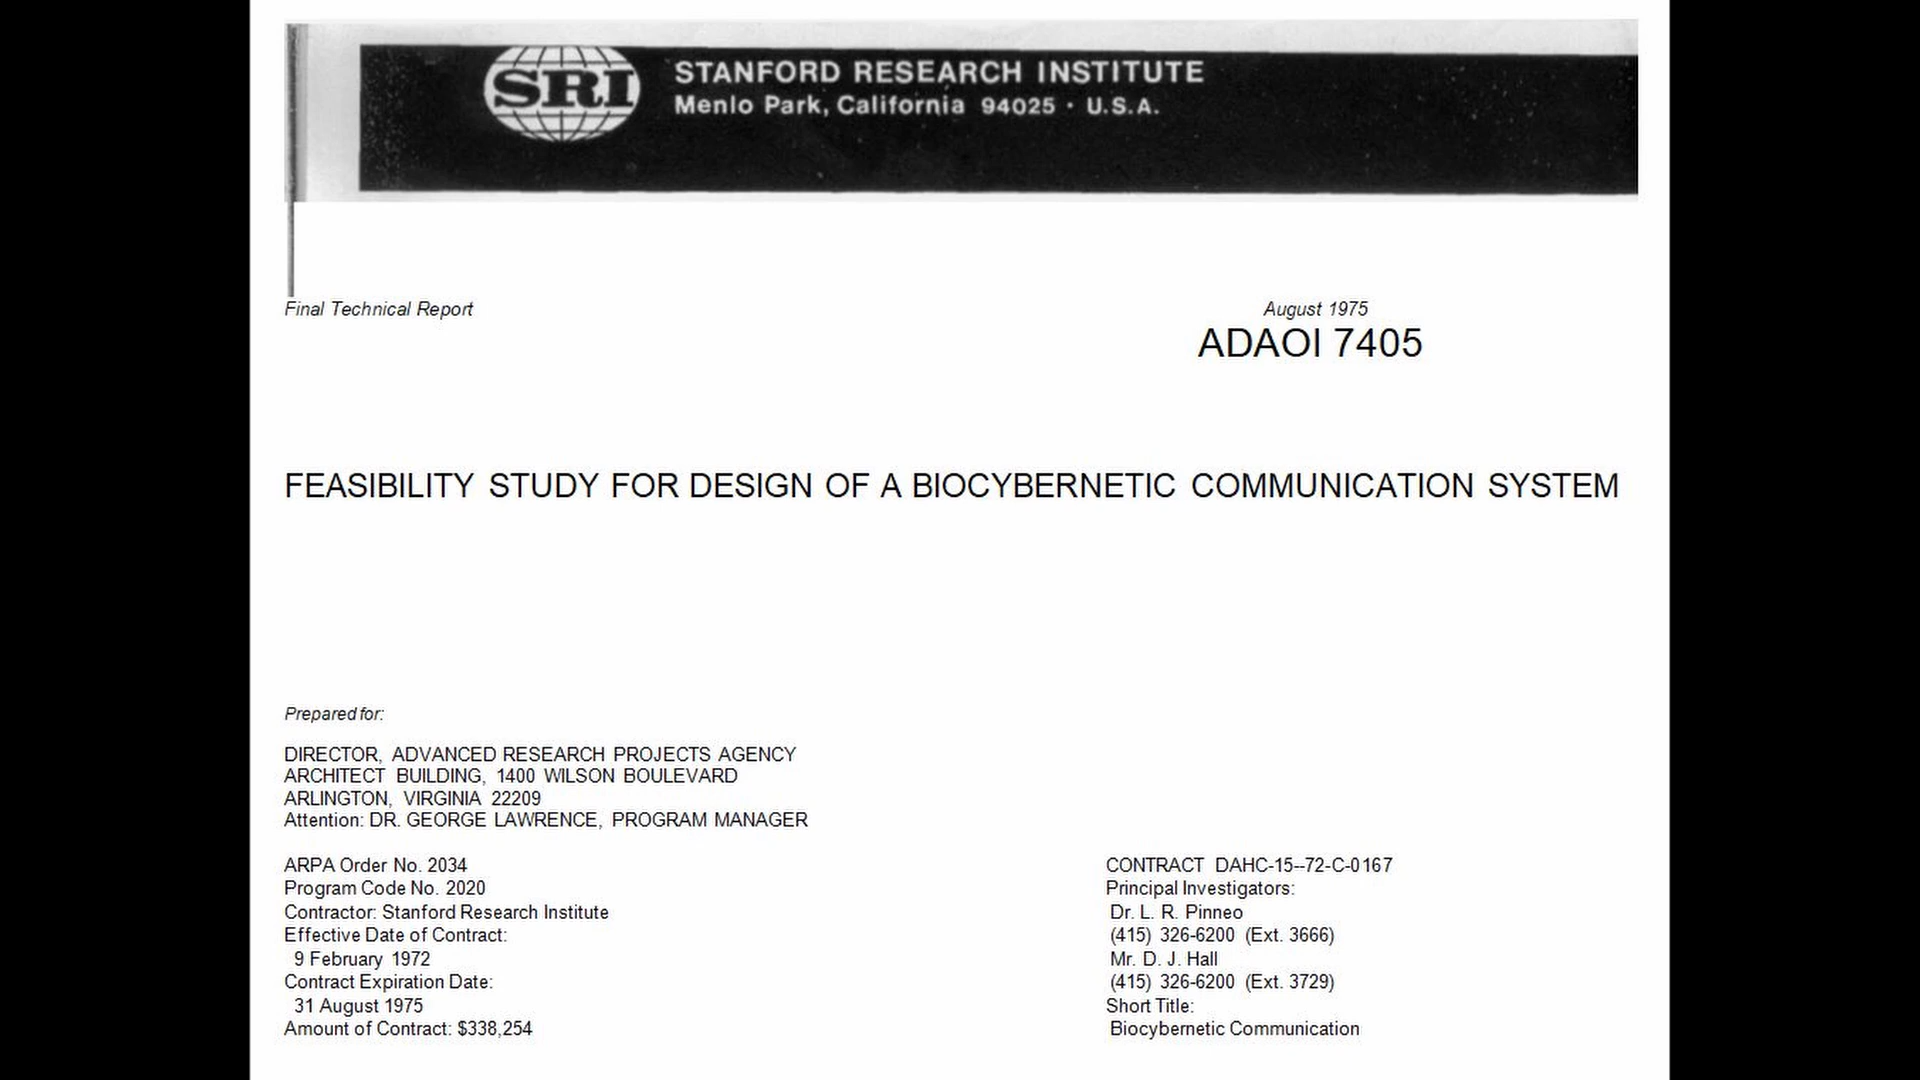 SRI
STANFORD RESEARCH INSTITUTE
Menlo Park, California 94025 · U.S.A.
Final Technical Report
August 1975
ADAOI 7405
FEASIBILITY STUDY FOR DESIGN OF A BIOCYBERNETIC COMMUNICATION SYSTEM
Prepared for:
DIRECTOR, ADVANCED RESEARCH PROJECTS AGENCY
ARCHITECT BUILDING, 1400 WILSON BOULEVARD
ARLINGTON, VIRGINIA 22209
Attention: DR. GEORGE LAWRENCE, PROGRAM MANAGER
ARPA Order No. 2034
Program Code No. 2020
Contractor: Stanford Research Institute
Effective Date of Contract:
9 February 1972
Contract Expiration Date:
31 August 1975
Amount of Contract: $338,254
CONTRACT DAHC-15--72-C-0167
Principal Investigators:
Dr. L. R. Pinneo
(415) 326-6200 (Ext. 3666)
Mr. D. J. Hall
(415) 326-6200 (Ext. 3729)
Short Title:
Biocybernetic Communication